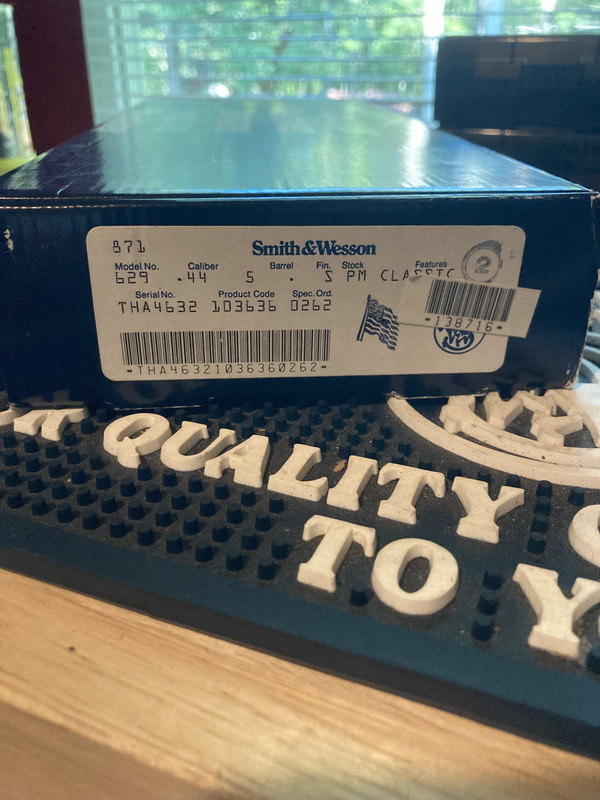 871
Smith & Wesson
Model No. Caliber Barrel Fin. Stock Features
629 .44 5 . S PM CLASSIC
2
Serial No. Product Code Spec. Ord.
THA4632 103636 0262
*138716*
*THA46321036360262*
QUALITY
TO